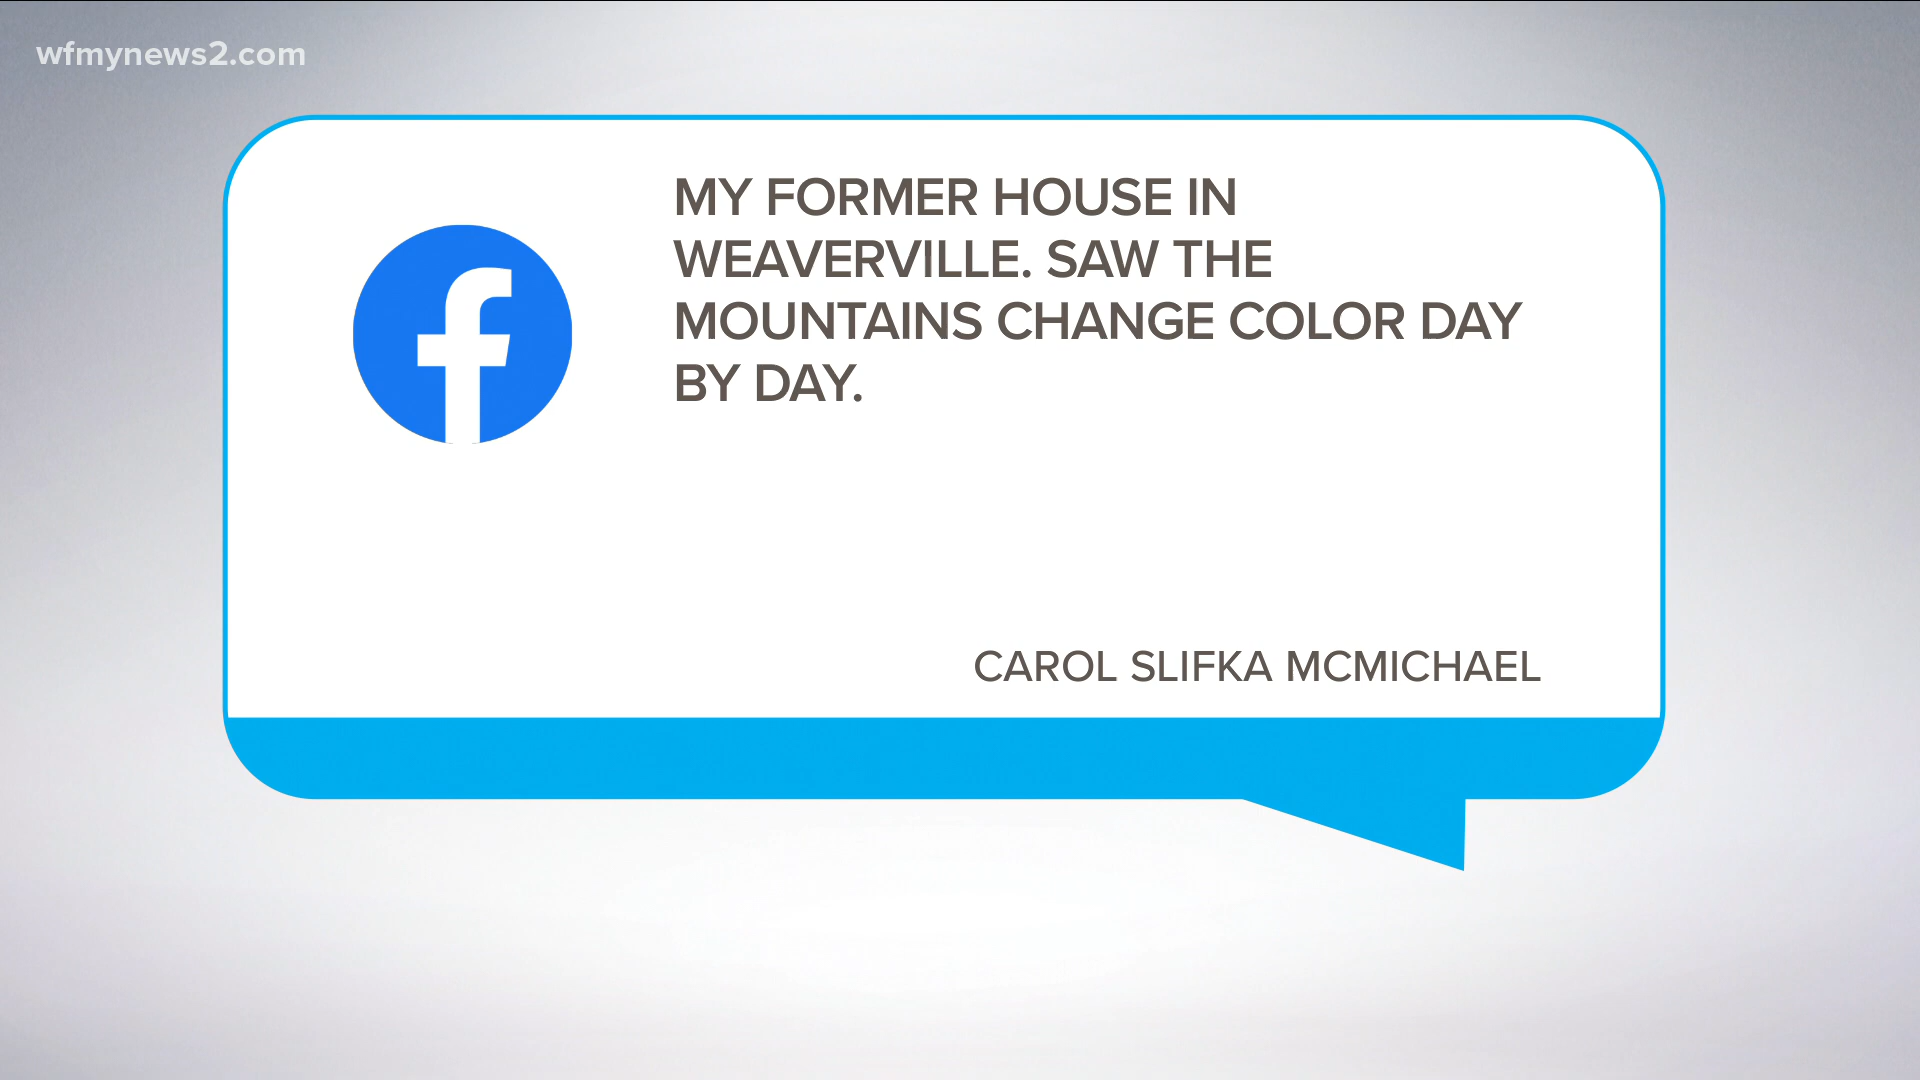 wfmynews2.com
MY FORMER HOUSE IN
WEAVERVILLE. SAW THE
MOUNTAINS CHANGE COLOR DAY
BY DAY.
CAROL SLIFKA MCMICHAEL